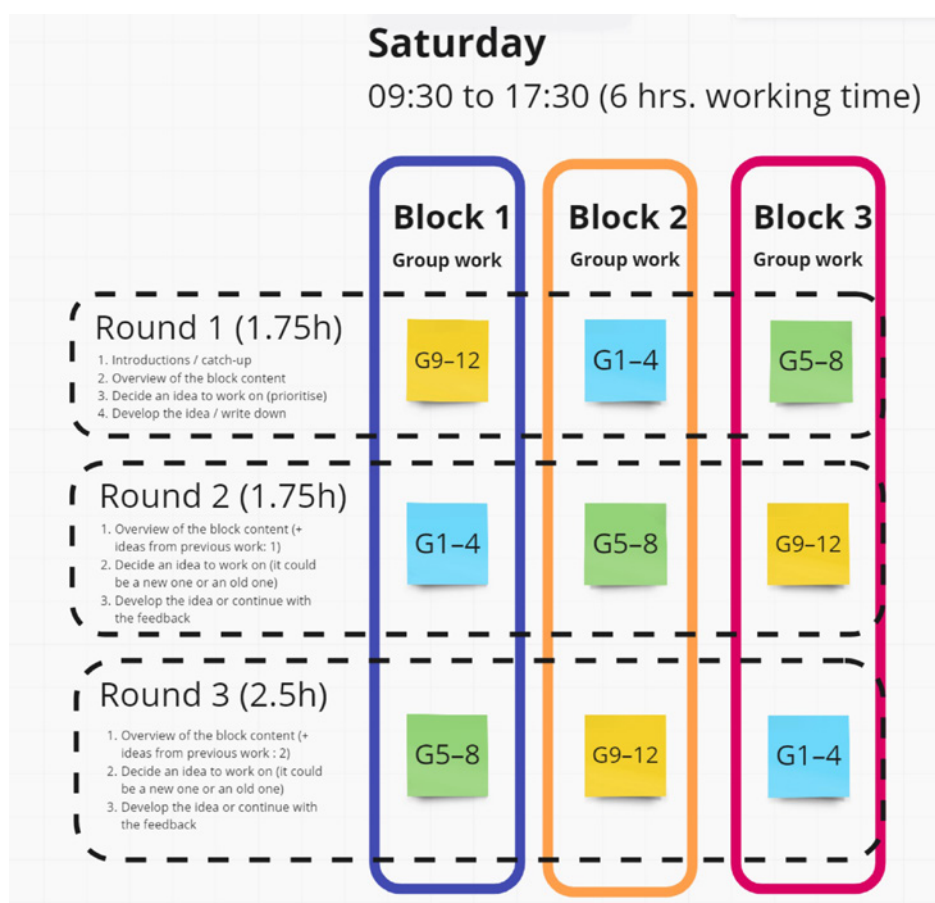 Saturday
09:30 to 17:30 (6 hrs. working time)
Block 1
Group work
Block 2
Group work
Block 3
Group work
Round 1 (1.75h)
1. Introductions / catch-up
2. Overview of the block content
3. Decide an idea to work on (prioritise)
4. Develop the idea / write down
G9–12
G1–4
G5–8
Round 2 (1.75h)
1. Overview of the block content (+
ideas from previous work: 1)
2. Decide an idea to work on (it could
be a new one or an old one)
3. Develop the idea or continue with
the feedback
G1–4
G5–8
G9–12
Round 3 (2.5h)
1. Overview of the block content (+
ideas from previous work : 2)
2. Decide an idea to work on (it could
be a new one or an old one)
3. Develop the idea or continue with
the feedback
G5–8
G9–12
G1–4